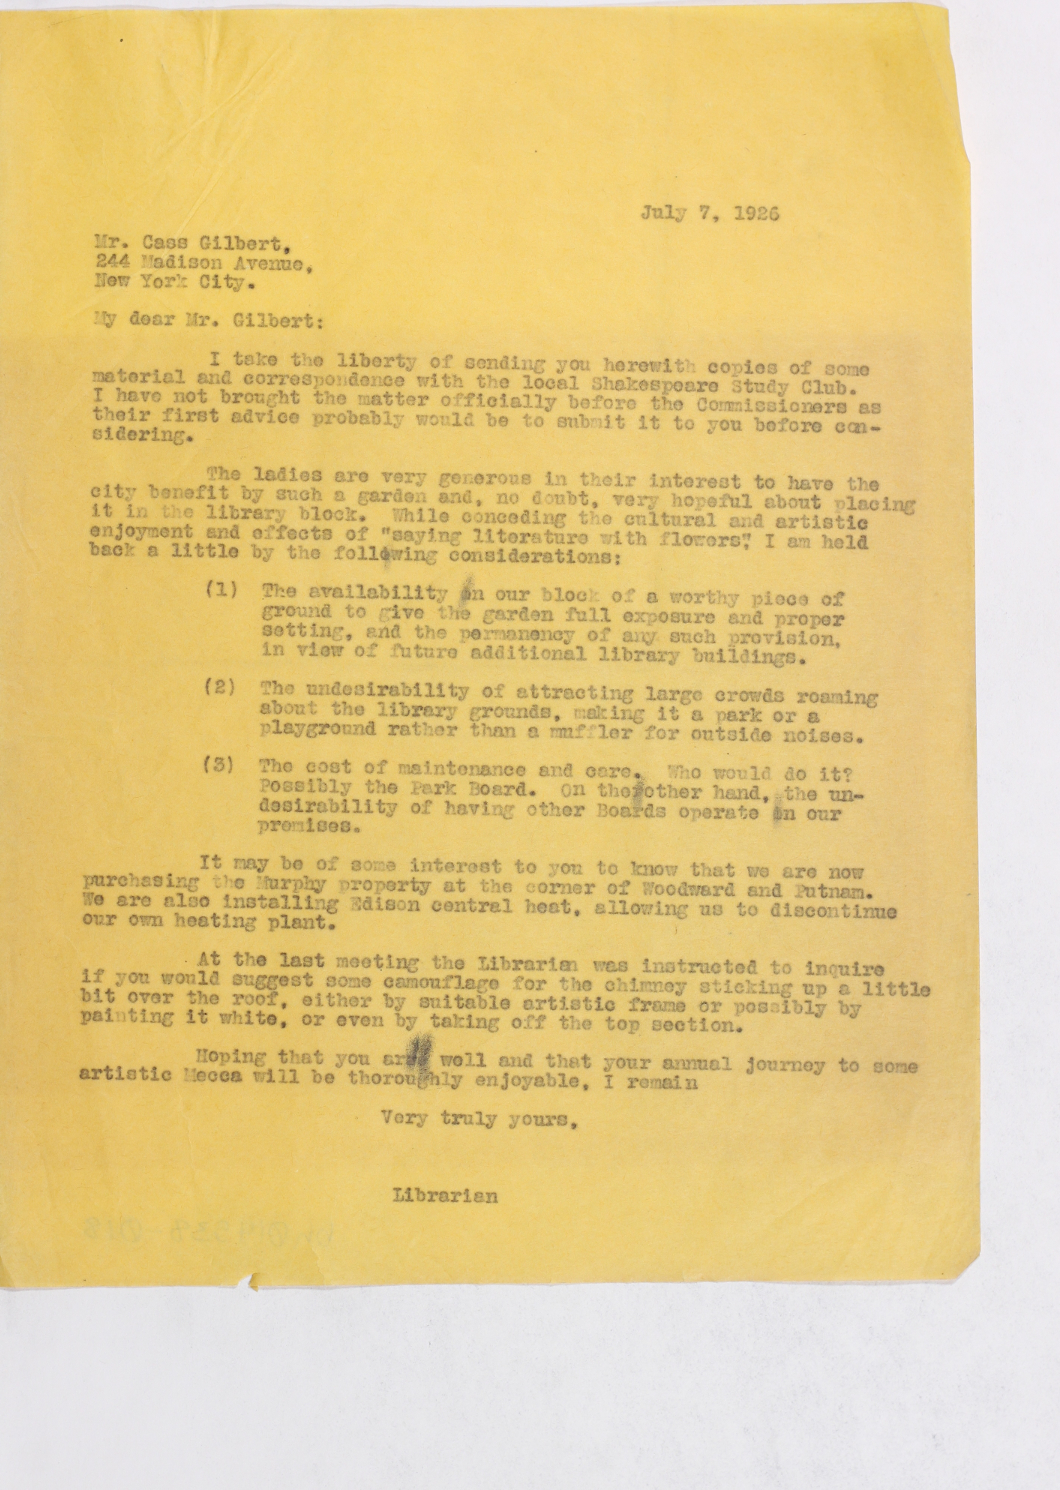 July 7, 1926
Mr. Cass Gilbert,
244 Madison Avenue,
New York City.
My dear Mr. Gilbert:
I take the liberty of sending you herewith copies of some
material and correspondence with the local Shakespeare Study Club.
I have not brought the matter officially before the Commissioners as
their first advice probably would be to submit it to you before con-
sidering.
The ladies are very generous in their interest to have the
city benefit by such a garden and, no doubt, very hopeful about placing
it in the library block. While conceding the cultural and artistic
enjoyment and effects of "saying literature with flowers", I am held
back a little by the following considerations:
(1) The availability on our block of a worthy piece of
ground to give the garden full exposure and proper
setting, and the permanency of any such provision,
in view of future additional library buildings.
(2) The undesirability of attracting large crowds roaming
about the library grounds, making it a park or a
playground rather than a muffler for outside noises.
(3) The cost of maintenance and care. Who would do it?
Possibly the Park Board. On the other hand, the un-
desirability of having other Boards operate on our
premises.
It may be of some interest to you to know that we are now
purchasing the Murphy property at the corner of Woodward and Putnam.
We are also installing Edison central heat, allowing us to discontinue
our own heating plant.
At the last meeting the Librarian was instructed to inquire
if you would suggest some camouflage for the chimney sticking up a little
bit over the roof, either by suitable artistic frame or possibly by
painting it white, or even by taking off the top section.
Hoping that you are well and that your annual journey to some
artistic Mecca will be thoroughly enjoyable, I remain
Very truly yours,
Librarian